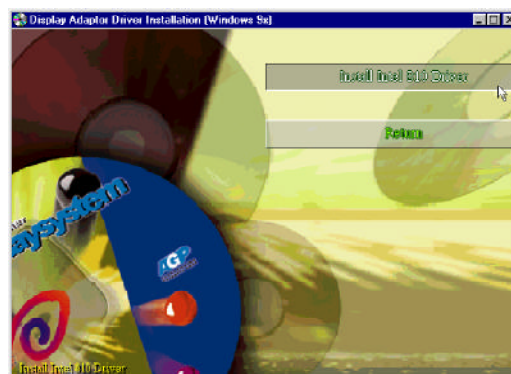 Display Adaptor Driver Installation (Windows 9x)
Install Intel 810 Driver
Return
AGP
Install Intel 810 Driver